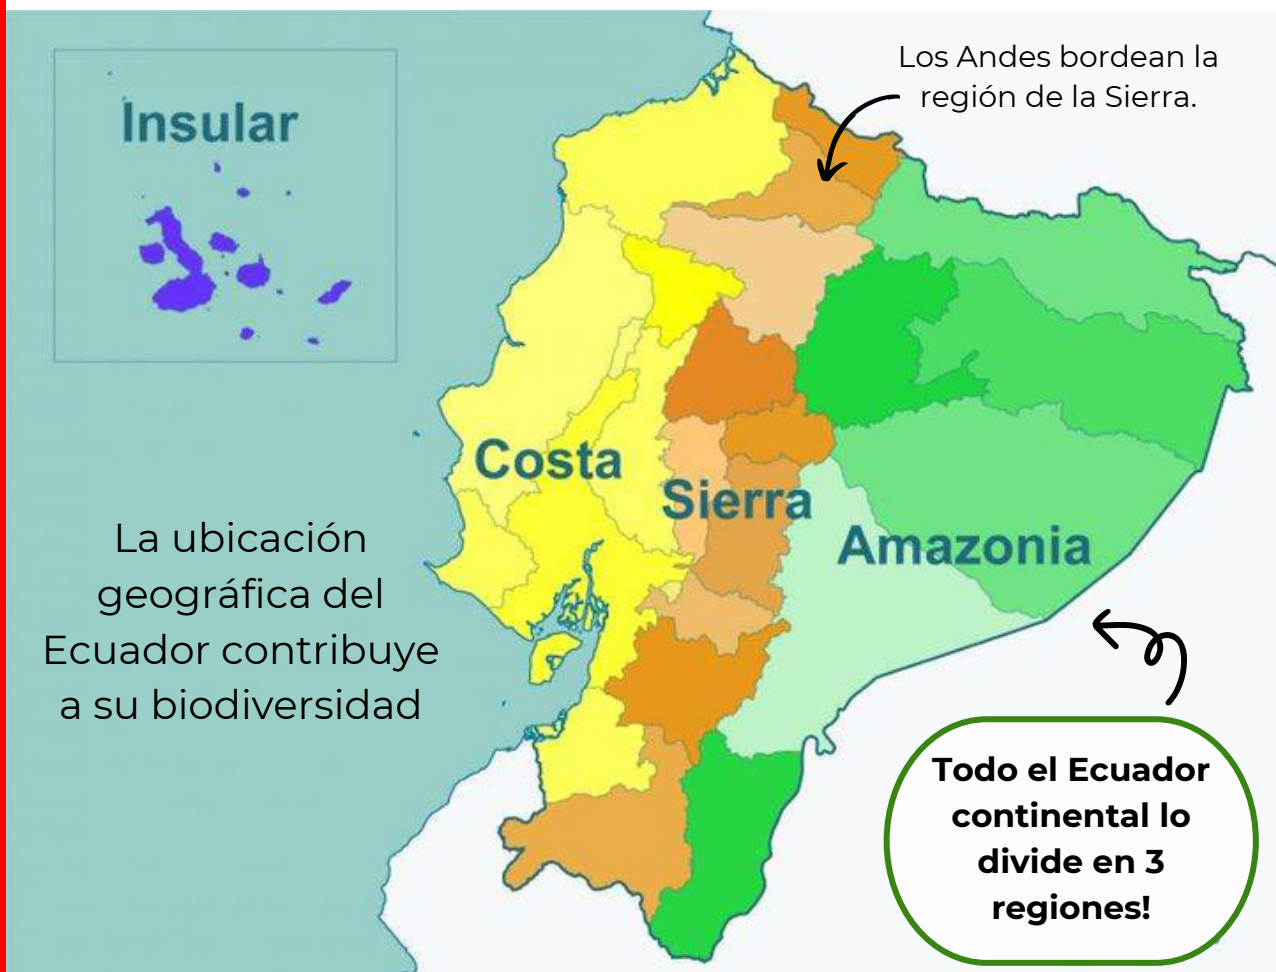 Insular
Los Andes bordean la
región de la Sierra.
Costa
Sierra
Amazonia
La ubicación
geográfica del
Ecuador contribuye
a su biodiversidad
Todo el Ecuador
continental lo
divide en 3
regiones!